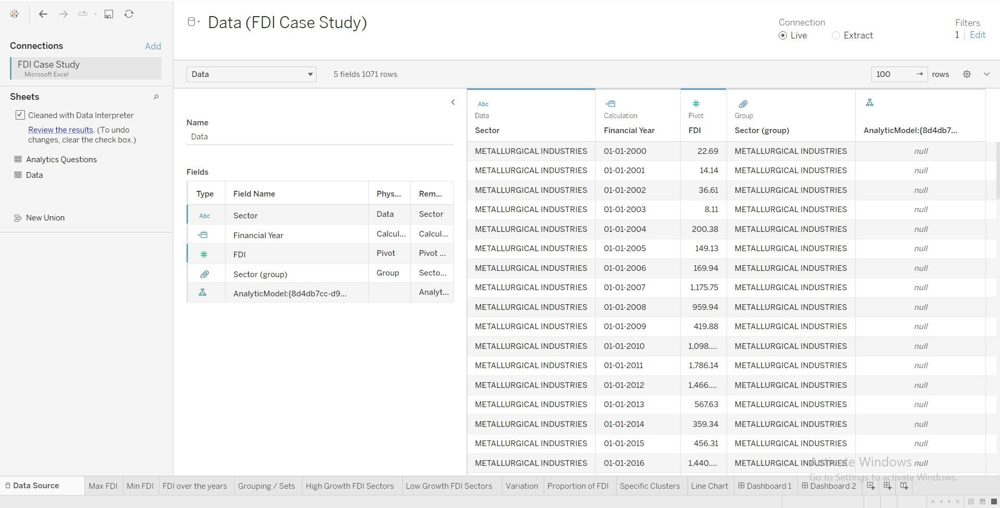 Data (FDI Case Study)
Connection
Live
Extract
Filters
1 Edit
Connections Add
FDI Case Study
Microsoft Excel
Data
5 fields 1071 rows
100 → rows
Sheets
Cleaned with Data Interpreter
Review the results. (To undo
changes, clear the check box.)
Analytics Questions
Data
New Union
Name
Data
Fields
Type Field Name Phys... Rem...
Abc Sector Data Sector
Financial Year Calcul... Calcul...
# FDI Pivot Pivot ...
Sector (group) Group Secto...
AnalyticModel:{8d4db7cc-d9... Analyt...
Abc #
Data Calculation Pivot Group
Sector Financial Year FDI Sector (group) AnalyticModel:{8d4db7...
METALLURGICAL INDUSTRIES 01-01-2000 22.69 METALLURGICAL INDUSTRIES null
METALLURGICAL INDUSTRIES 01-01-2001 14.14 METALLURGICAL INDUSTRIES null
METALLURGICAL INDUSTRIES 01-01-2002 36.61 METALLURGICAL INDUSTRIES null
METALLURGICAL INDUSTRIES 01-01-2003 8.11 METALLURGICAL INDUSTRIES null
METALLURGICAL INDUSTRIES 01-01-2004 200.38 METALLURGICAL INDUSTRIES null
METALLURGICAL INDUSTRIES 01-01-2005 149.13 METALLURGICAL INDUSTRIES null
METALLURGICAL INDUSTRIES 01-01-2006 169.94 METALLURGICAL INDUSTRIES null
METALLURGICAL INDUSTRIES 01-01-2007 1,175.75 METALLURGICAL INDUSTRIES null
METALLURGICAL INDUSTRIES 01-01-2008 959.94 METALLURGICAL INDUSTRIES null
METALLURGICAL INDUSTRIES 01-01-2009 419.88 METALLURGICAL INDUSTRIES null
METALLURGICAL INDUSTRIES 01-01-2010 1,098.... METALLURGICAL INDUSTRIES null
METALLURGICAL INDUSTRIES 01-01-2011 1,786.14 METALLURGICAL INDUSTRIES null
METALLURGICAL INDUSTRIES 01-01-2012 1,466.... METALLURGICAL INDUSTRIES null
METALLURGICAL INDUSTRIES 01-01-2013 567.63 METALLURGICAL INDUSTRIES null
METALLURGICAL INDUSTRIES 01-01-2014 359.34 METALLURGICAL INDUSTRIES null
METALLURGICAL INDUSTRIES 01-01-2015 456.31 METALLURGICAL INDUSTRIES null
METALLURGICAL INDUSTRIES 01-01-2016 1,440.... METALLURGICAL INDUSTRIES null
Activate Windows
Go to Settings to activate Windows.
Data Source Max FDI Min FDI FDI over the years Grouping / Sets High Growth FDI Sectors Low Growth FDI Sectors Variation Proportion of FDI Specific Clusters Line Chart Dashboard 1 Dashboard 2